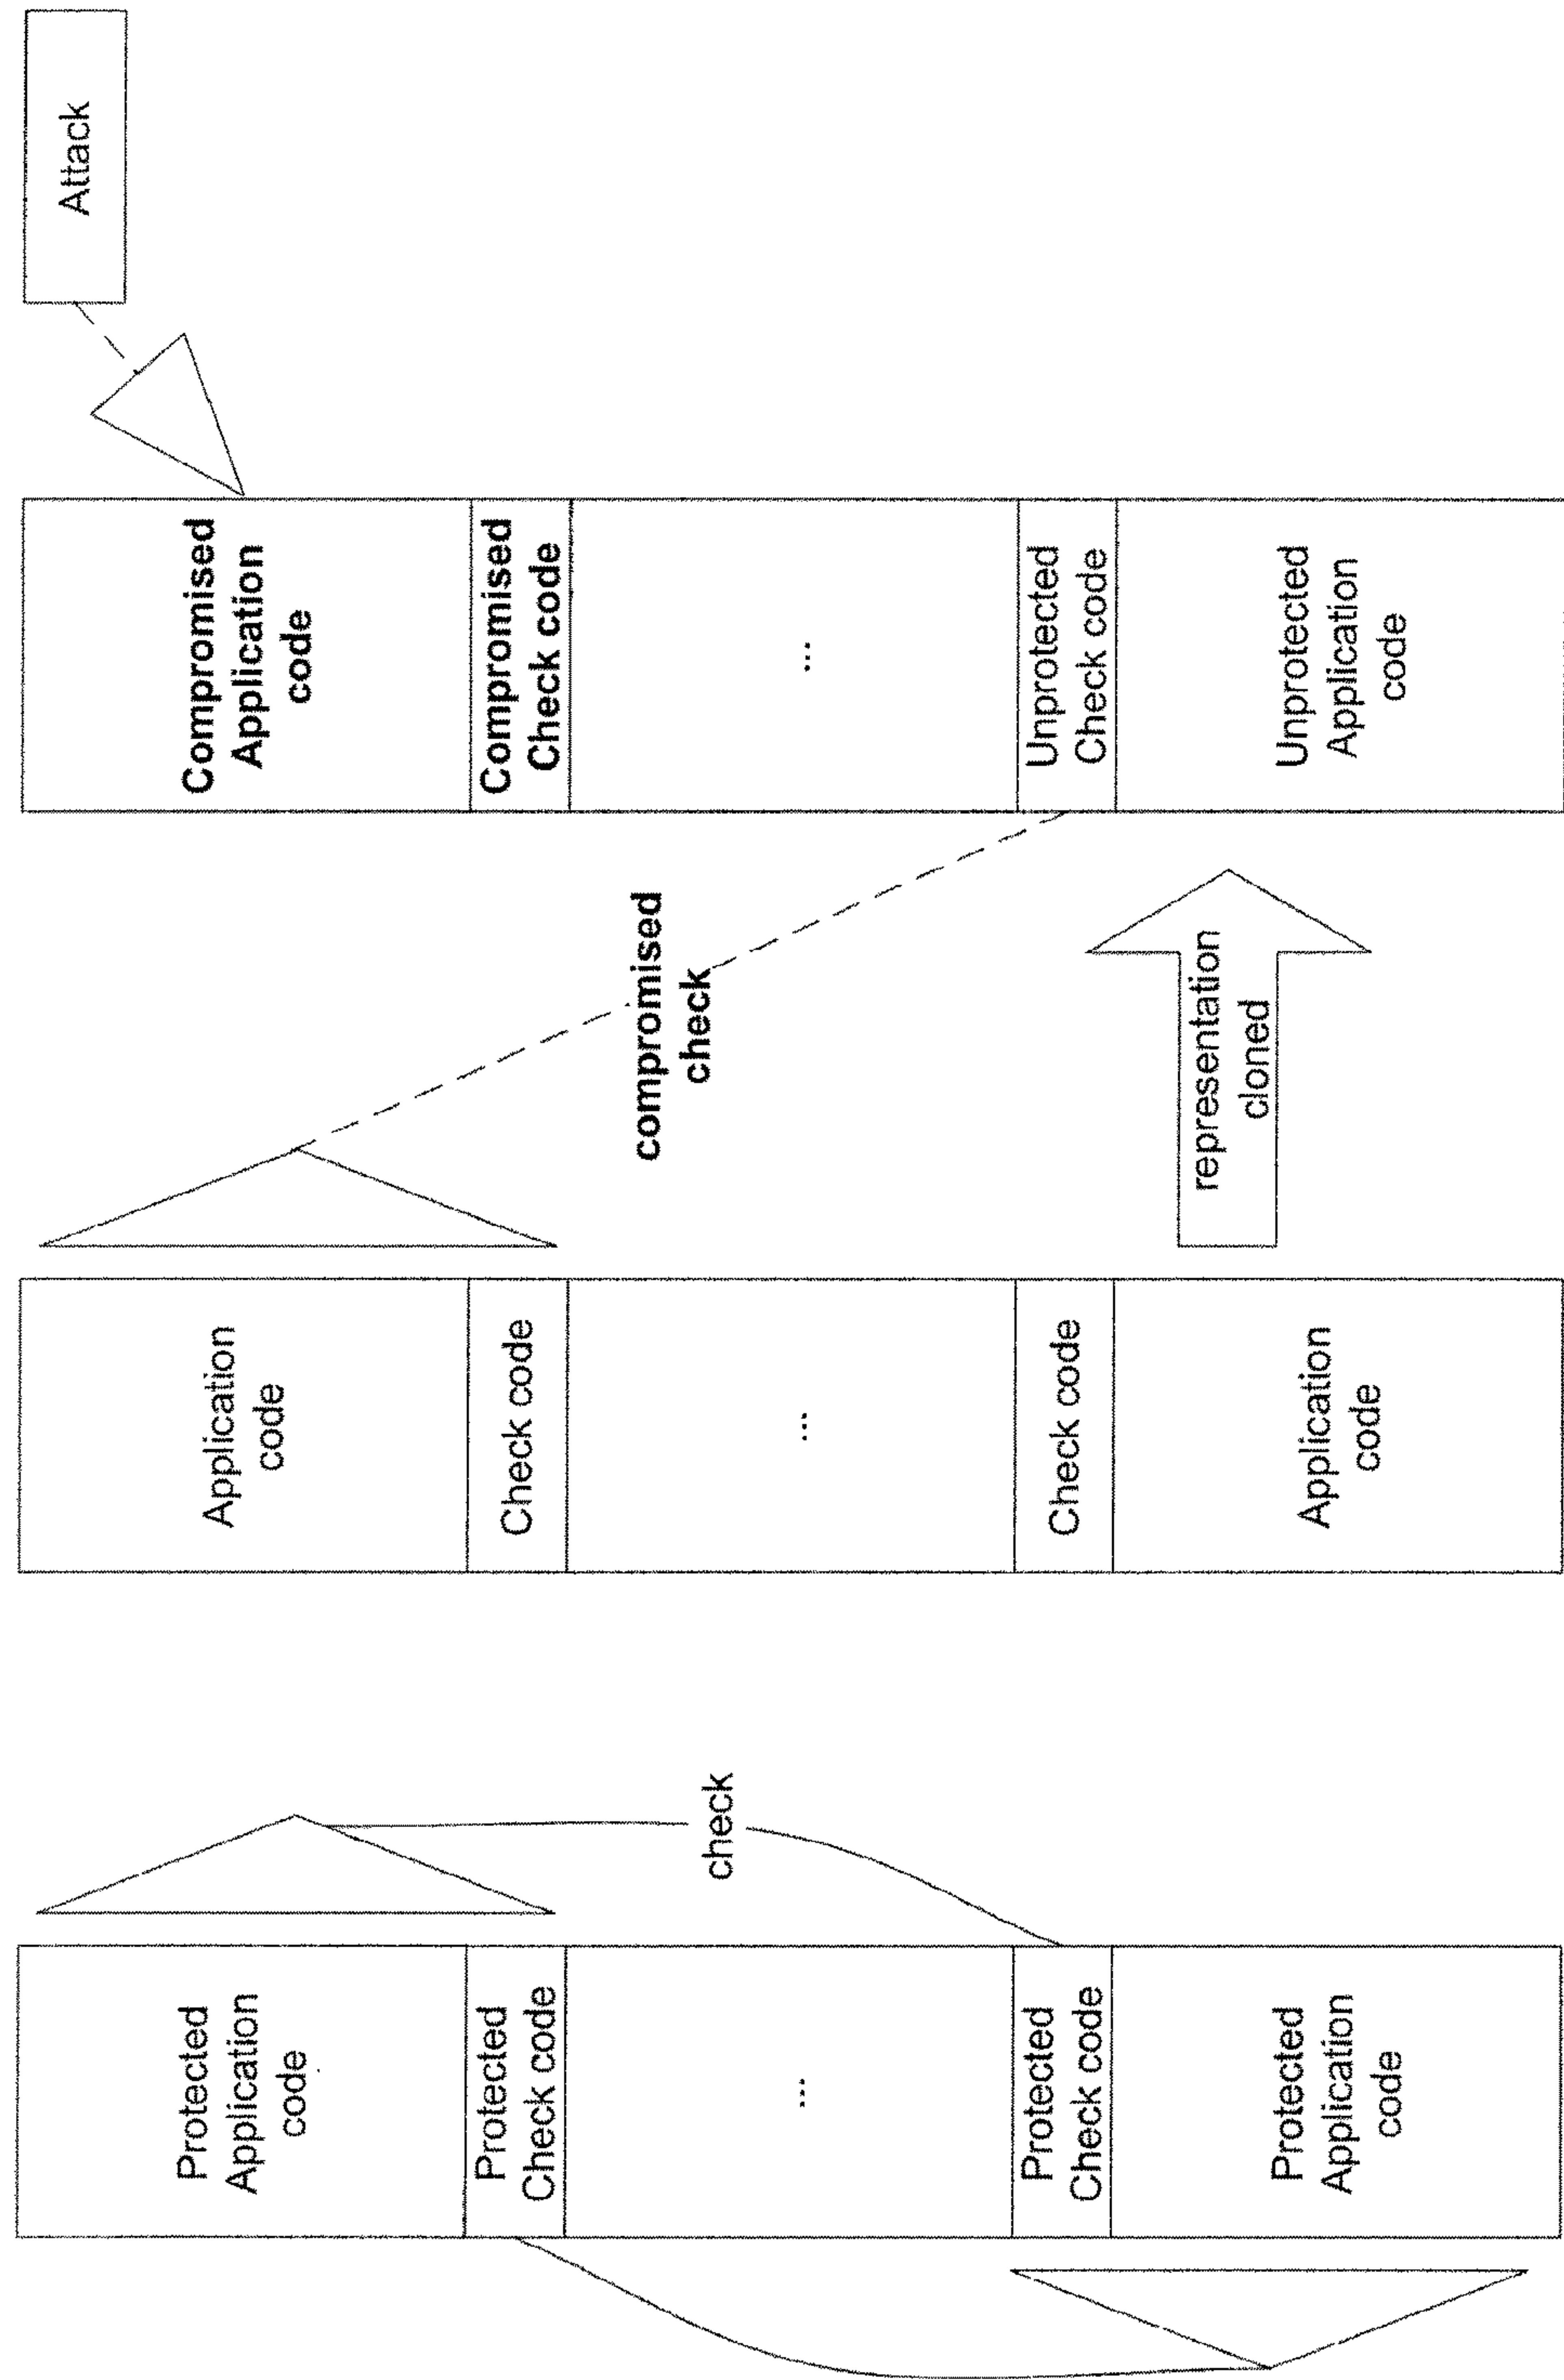 Protected
Application
code
Protected
Check code
...
Protected
Check code
Protected
Application
code
check
Application
code
Check code
...
Check code
Application
code
compromised
check
representation
cloned
Compromised
Application
code
Compromised
Check code
...
Unprotected
Check code
Unprotected
Application
code
Attack